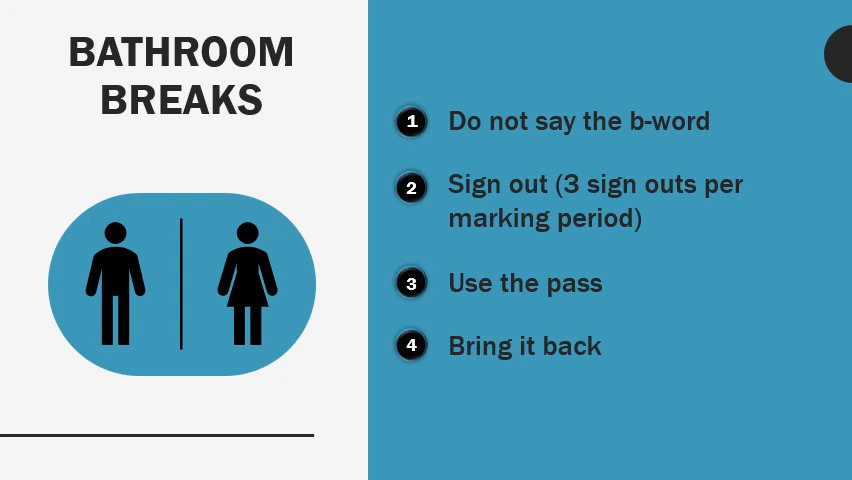 BATHROOM
BREAKS
1 Do not say the b-word
2 Sign out (3 sign outs per
marking period)
3 Use the pass
4 Bring it back